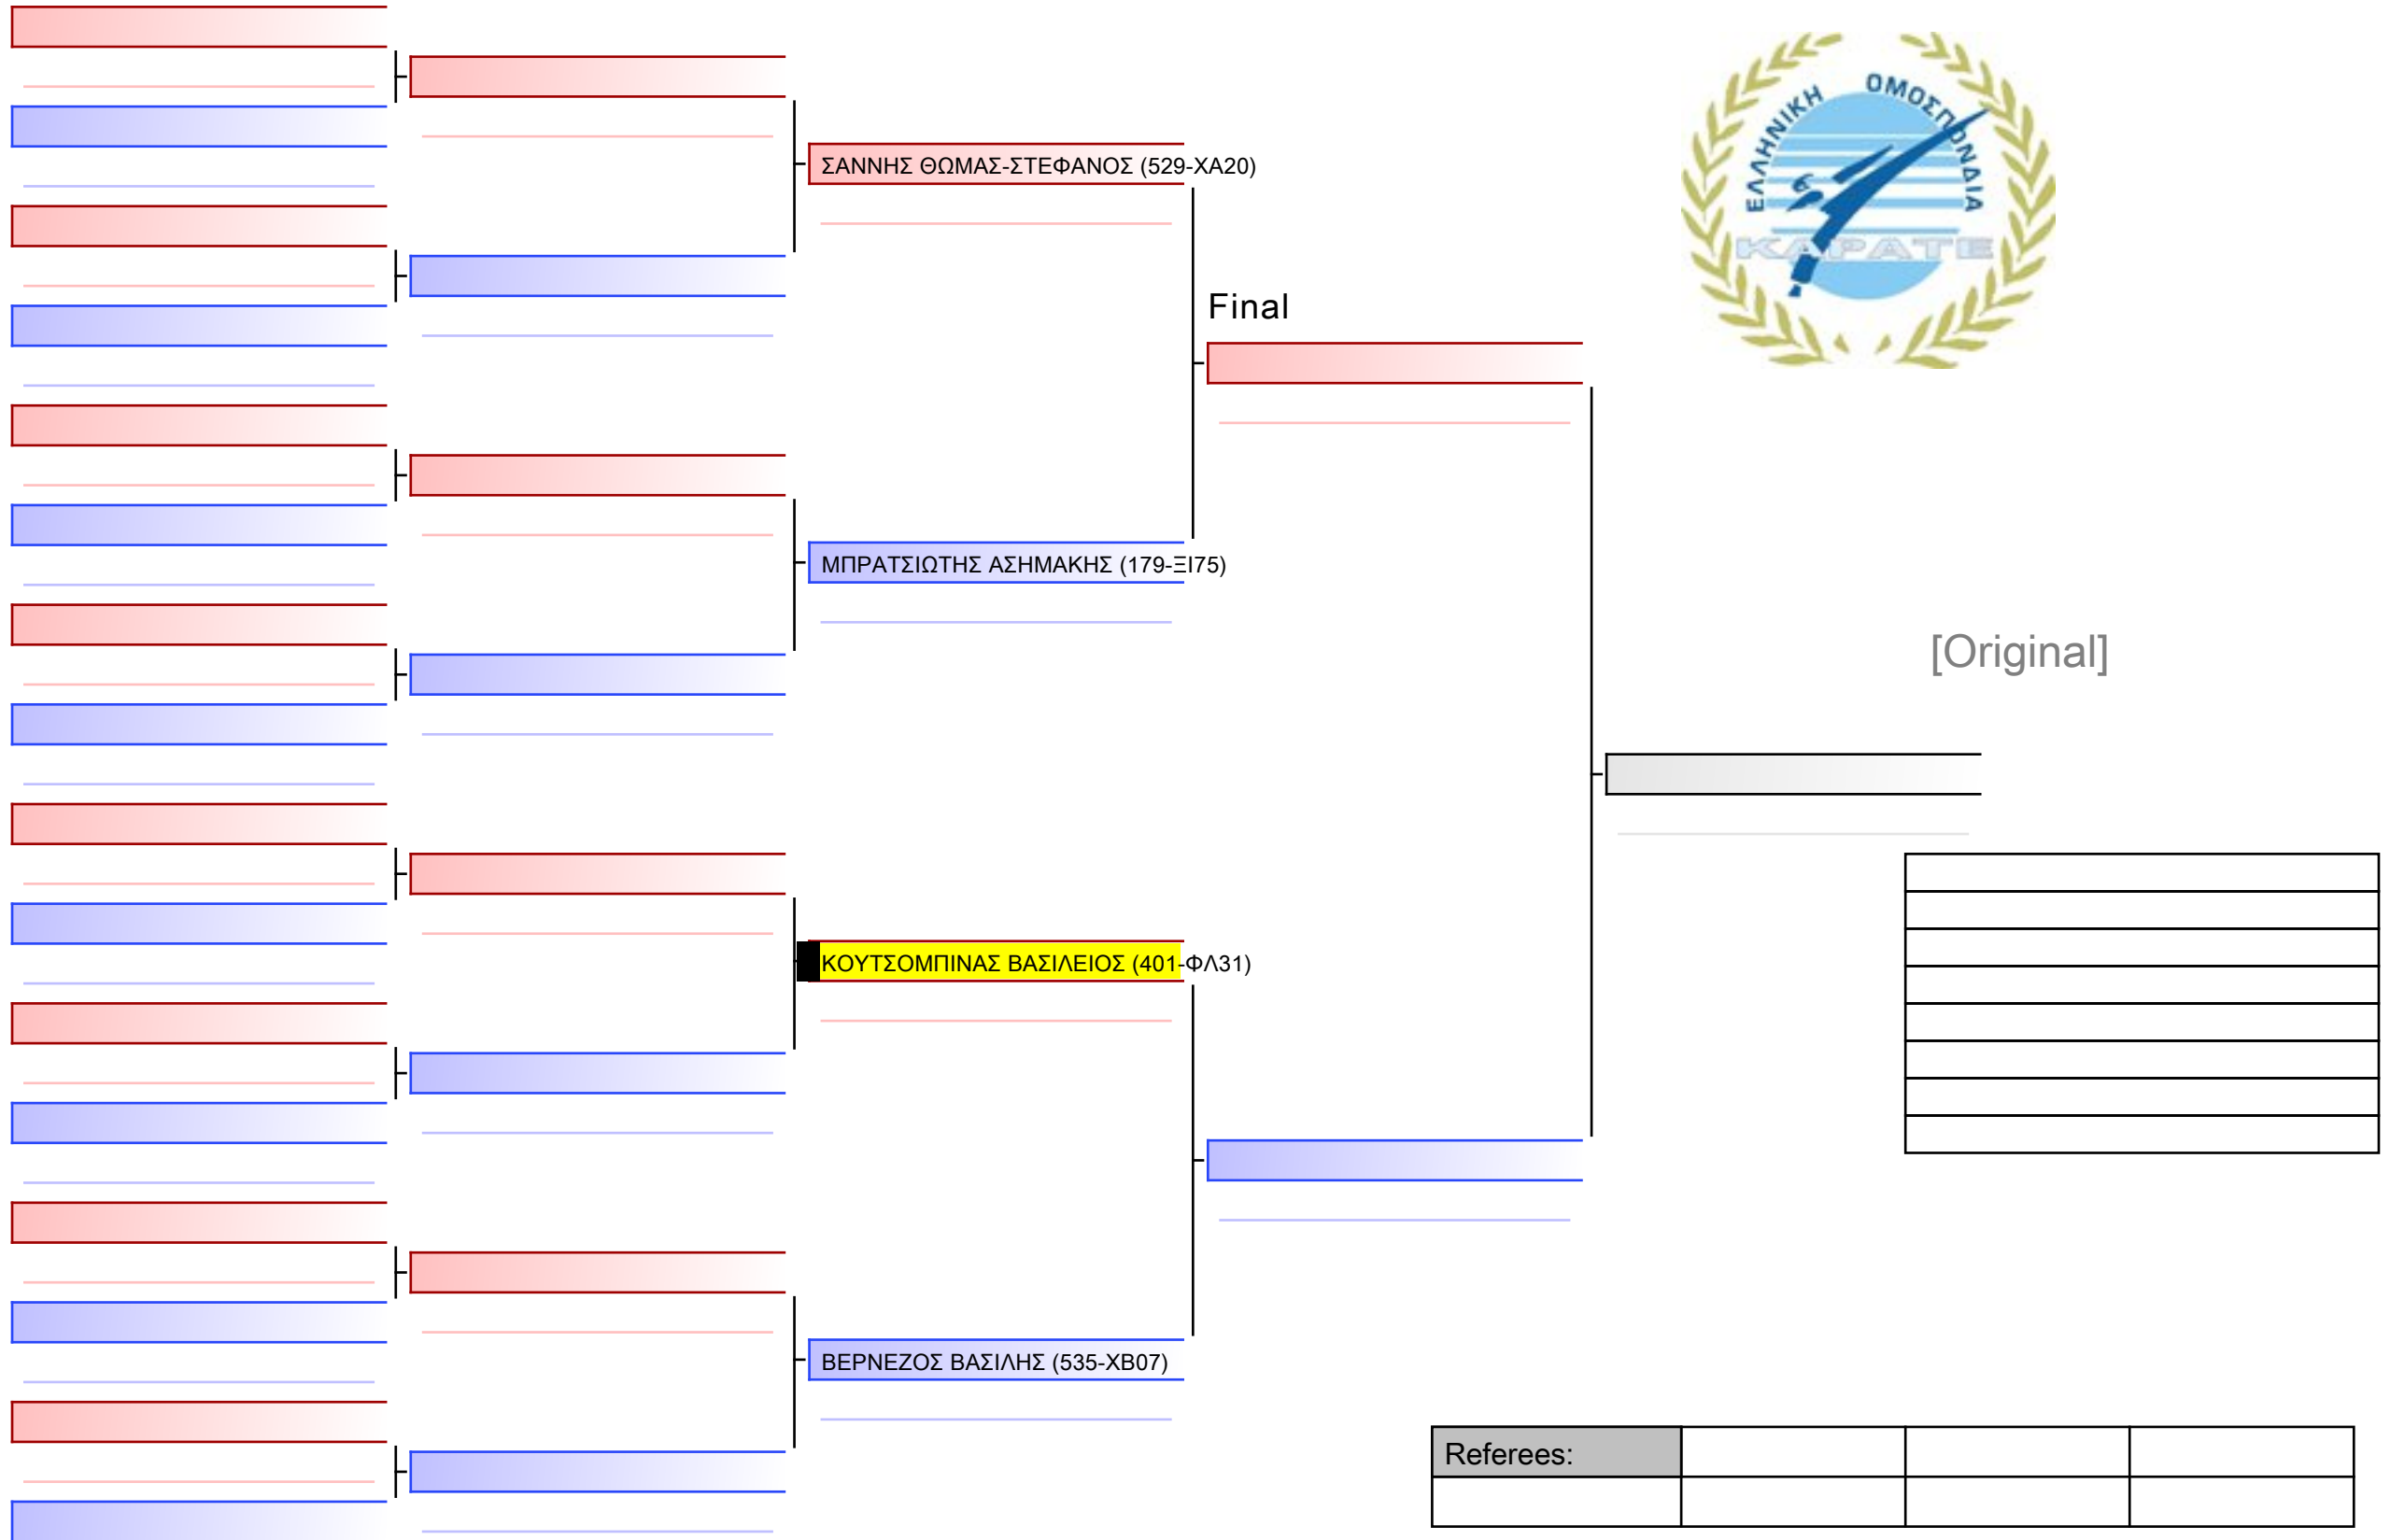 ΕΛΛΗΝΙΚΗ ΟΜΟΣΠΟΝΔΙΑ
ΚΑΡΑΤΕ
ΣΑΝΝΗΣ ΘΩΜΑΣ-ΣΤΕΦΑΝΟΣ (529-ΧΑ20)
Final
ΜΠΡΑΤΣΙΩΤΗΣ ΑΣΗΜΑΚΗΣ (179-ΞΙ75)
[Original]
ΚΟΥΤΣΟΜΠΙΝΑΣ ΒΑΣΙΛΕΙΟΣ (401-ΦΛ31)
ΒΕΡΝΕΖΟΣ ΒΑΣΙΛΗΣ (535-ΧΒ07)
Referees: